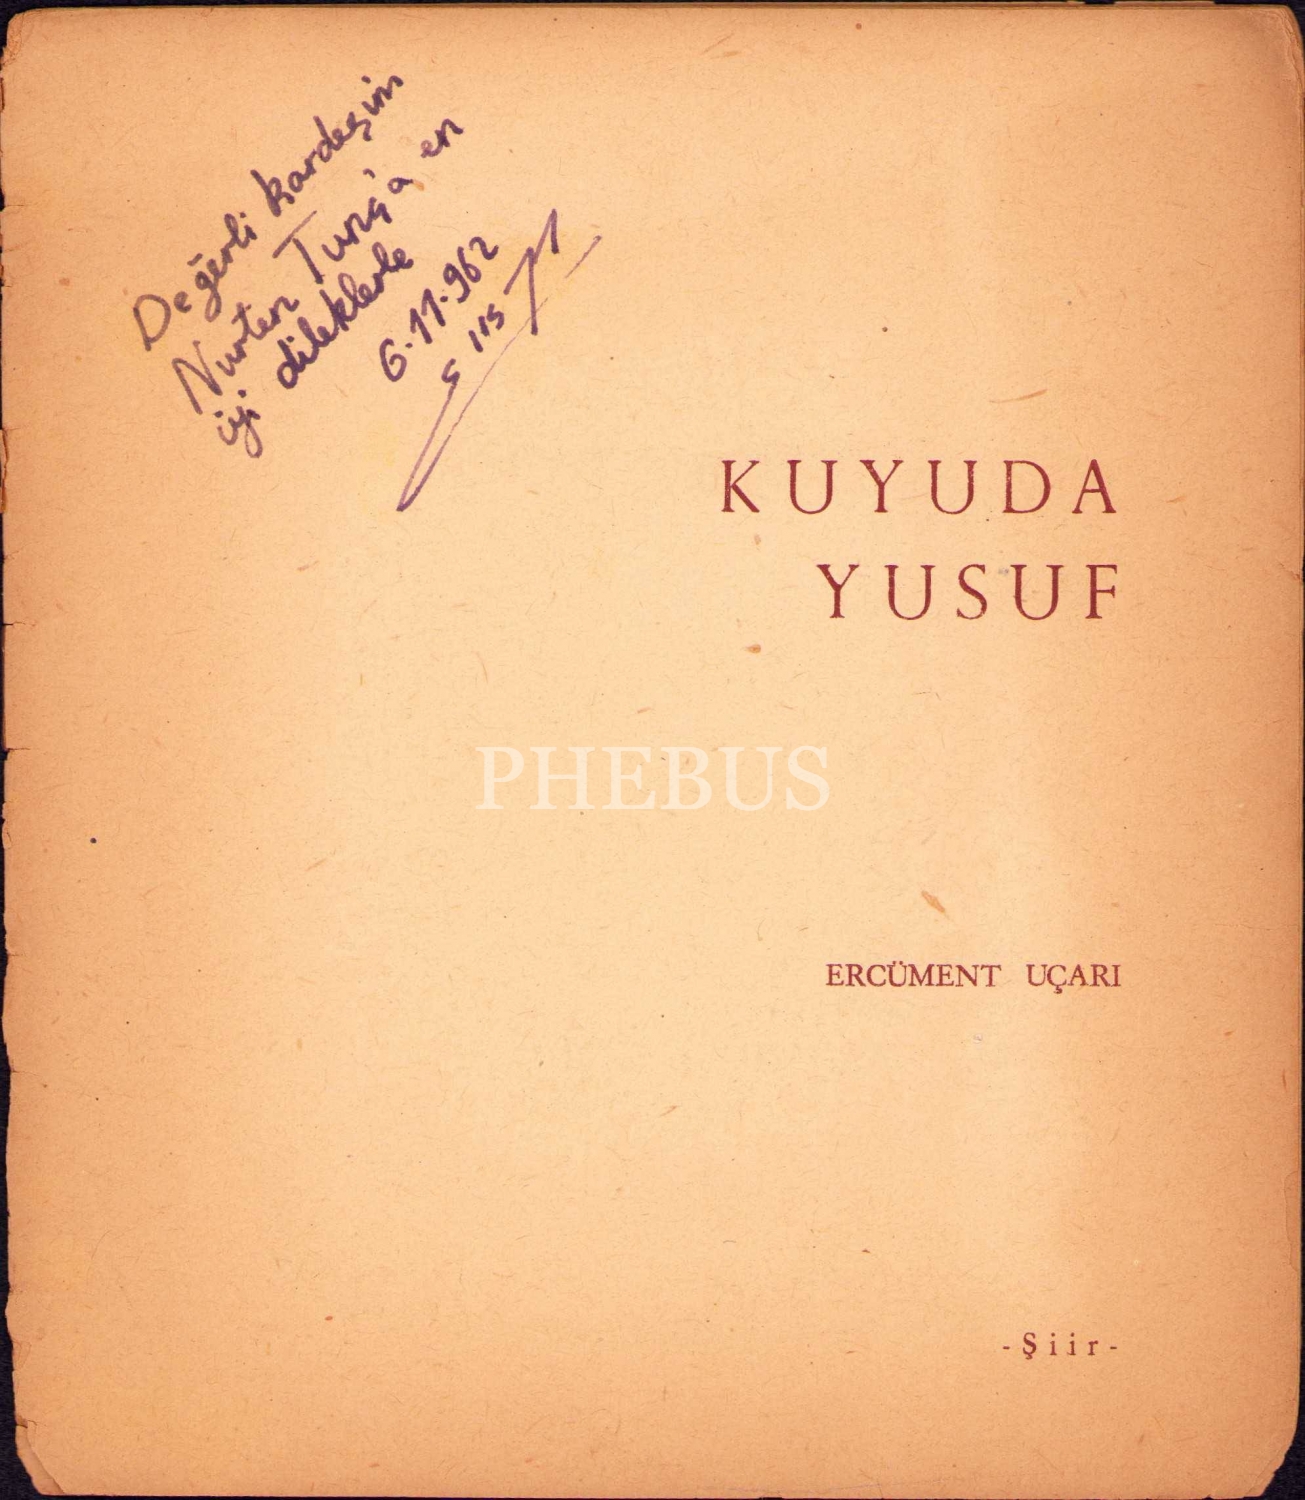 Değerli kardeşim
Nurten Tunç'a en
iyi dileklerle
6.11.962
KUYUDA
YUSUF
PHEBUS
ERCÜMENT UÇARI
-Şiir-